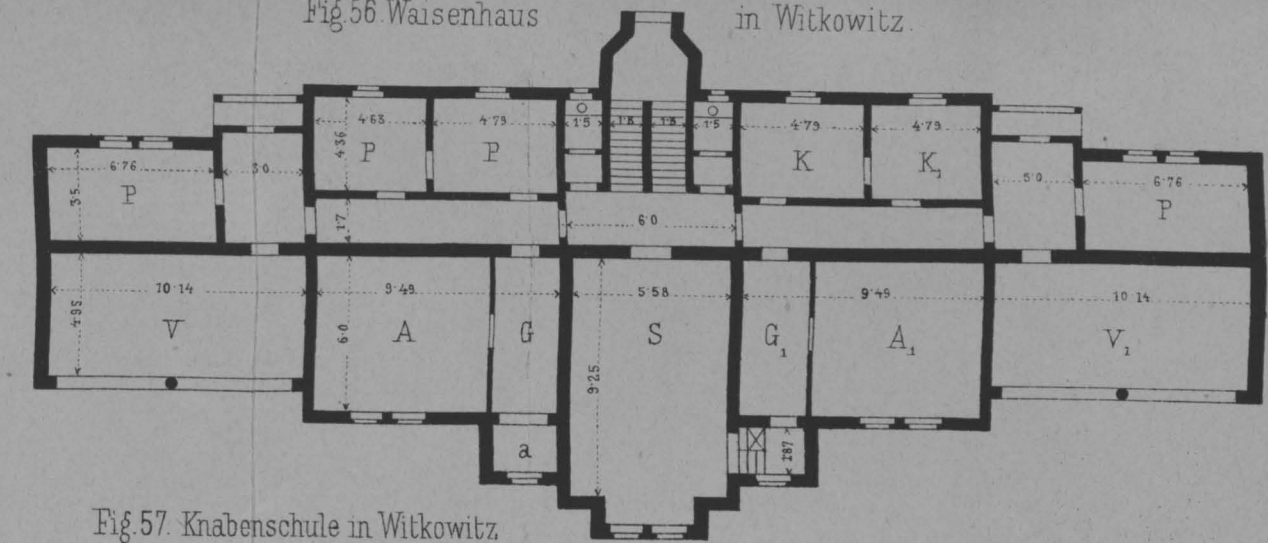 Fig. 56. Waisenhaus in Witkowitz.
4·63 4·79 1·5 1·8 1·8 1·5 4·79 4·79
4·36 P P K K₁
6·76 3·0 5·0 6·76
3·5 P P
1·7 6·0
10·14 9·49 5·58 9·49 10·14
4·95 V 6·0 A G S G₁ A₁ V₁
9·25
a 1·87
Fig. 57. Knabenschule in Witkowitz